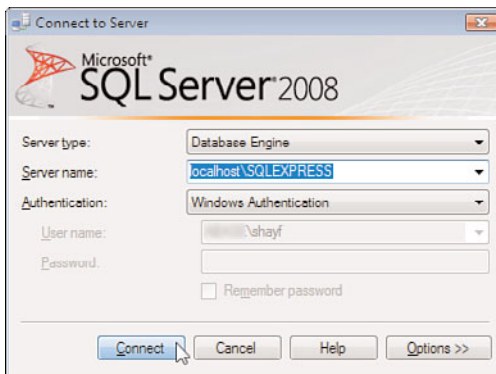 Connect to Server
Microsoft®
SQL Server® 2008
Server type: Database Engine
Server name: localhost\SQLEXPRESS
Authentication: Windows Authentication
User name: \shayf
Password:
Remember password
Connect Cancel Help Options >>